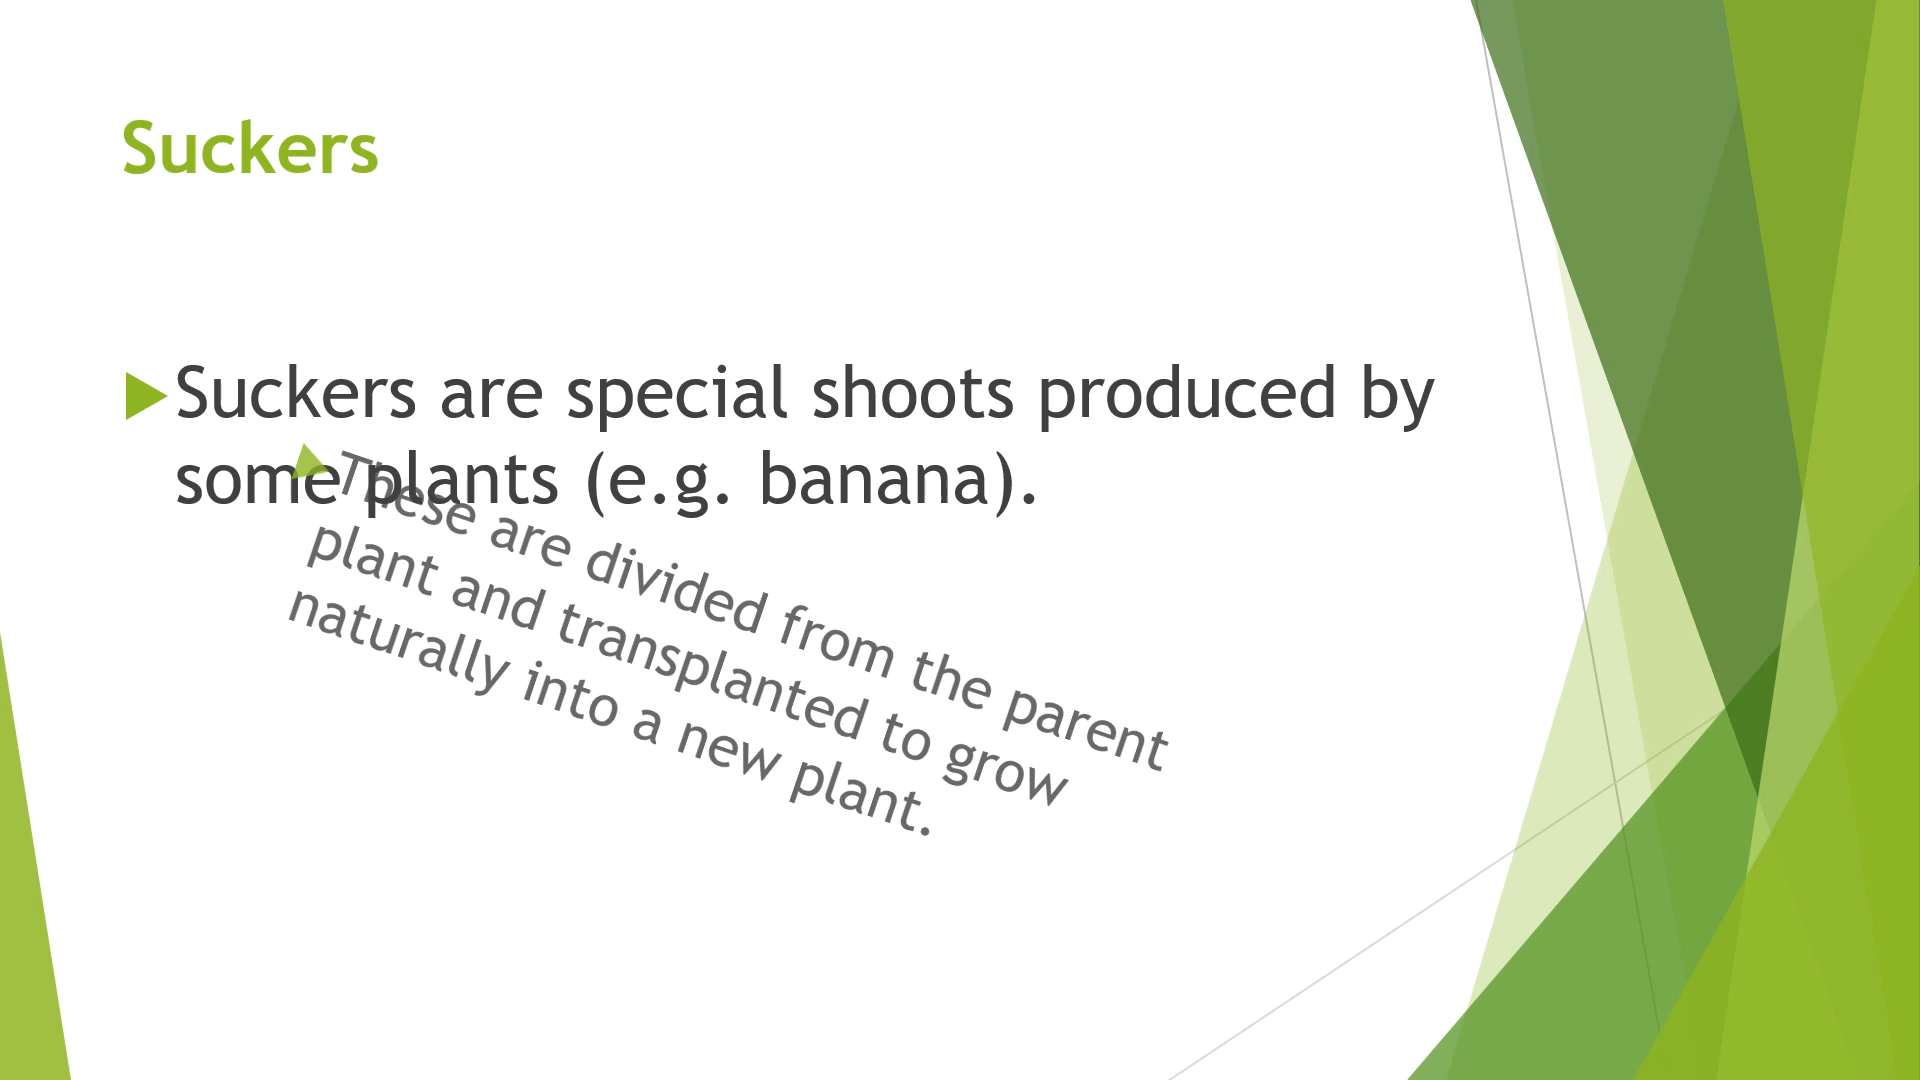 Suckers
Suckers are special shoots produced by
some plants (e.g. banana).
These are divided from the parent
plant and transplanted to grow
naturally into a new plant.